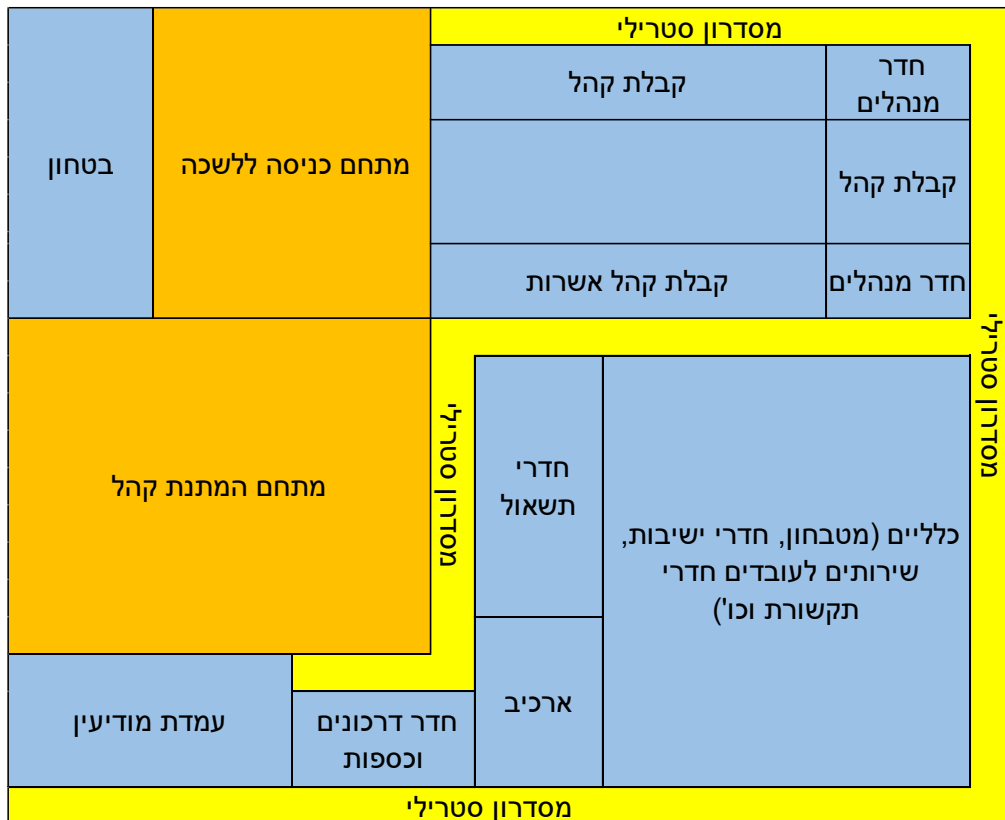 מסדרון סטרילי
חדר
מנהלים
קבלת קהל
מתחם כניסה ללשכה
בטחון
קבלת קהל
חדר מנהלים
קבלת קהל אשרות
מסדרון סטרילי
מסדרון סטרילי
חדרי
תשאול
מתחם המתנת קהל
כלליים (מטבחון, חדרי ישיבות,
שירותים לעובדים חדרי
תקשורת וכו')
ארכיב
חדר דרכונים
וכספות
עמדת מודיעין
מסדרון סטרילי